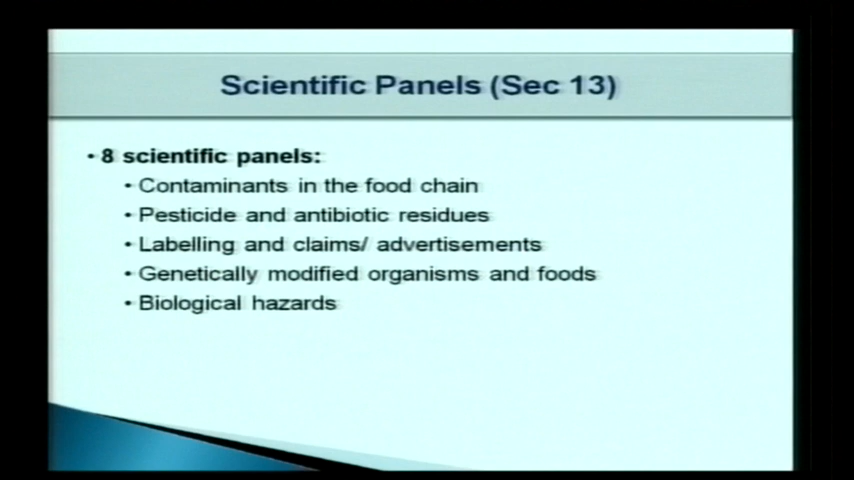 Scientific Panels (Sec 13)
• 8 scientific panels:
• Contaminants in the food chain
• Pesticide and antibiotic residues
• Labelling and claims/ advertisements
• Genetically modified organisms and foods
• Biological hazards